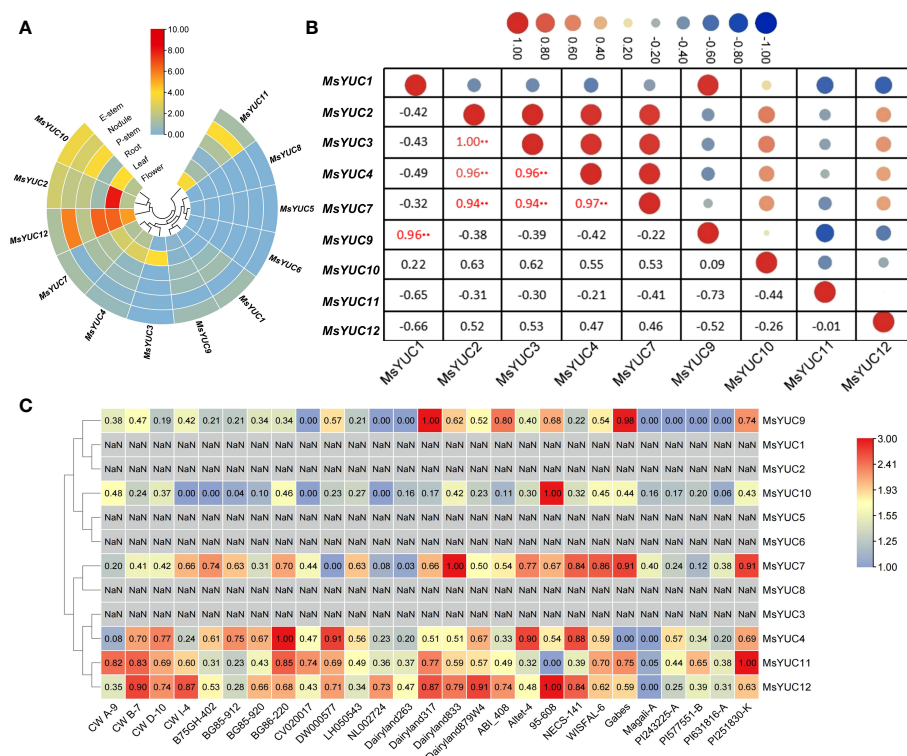 A
10.00
8.00
6.00
4.00
2.00
0.00
E-stem
Nodule
P-stem
Root
Leaf
Flower
MsYUC11
MsYUC8
MsYUC5
MsYUC6
MsYUC1
MsYUC9
MsYUC3
MsYUC4
MsYUC7
MsYUC12
MsYUC2
MsYUC10
B
1.00 0.80 0.60 0.40 0.20 -0.20 -0.40 -0.60 -0.80 -1.00
MsYUC1
MsYUC2 -0.42
MsYUC3 -0.43 1.00**
MsYUC4 -0.49 0.96** 0.96**
MsYUC7 -0.32 0.94** 0.94** 0.97**
MsYUC9 0.96** -0.38 -0.39 -0.42 -0.22
MsYUC10 0.22 0.63 0.62 0.55 0.53 0.09
MsYUC11 -0.65 -0.31 -0.30 -0.21 -0.41 -0.73 -0.44
MsYUC12 -0.66 0.52 0.53 0.47 0.46 -0.52 -0.26 -0.01
MsYUC1 MsYUC2 MsYUC3 MsYUC4 MsYUC7 MsYUC9 MsYUC10 MsYUC11 MsYUC12
C
0.38 0.47 0.19 0.42 0.21 0.21 0.34 0.34 0.00 0.57 0.21 0.00 0.00 1.00 0.62 0.52 0.80 0.40 0.68 0.22 0.54 0.98 0.00 0.00 0.00 0.00 0.74 MsYUC9
NaN NaN NaN NaN NaN NaN NaN NaN NaN NaN NaN NaN NaN NaN NaN NaN NaN NaN NaN NaN NaN NaN NaN NaN NaN NaN NaN MsYUC1
NaN NaN NaN NaN NaN NaN NaN NaN NaN NaN NaN NaN NaN NaN NaN NaN NaN NaN NaN NaN NaN NaN NaN NaN NaN NaN NaN MsYUC2
0.48 0.24 0.37 0.00 0.00 0.04 0.10 0.46 0.00 0.23 0.27 0.00 0.16 0.17 0.42 0.23 0.11 0.30 1.00 0.32 0.45 0.44 0.16 0.17 0.20 0.06 0.43 MsYUC10
NaN NaN NaN NaN NaN NaN NaN NaN NaN NaN NaN NaN NaN NaN NaN NaN NaN NaN NaN NaN NaN NaN NaN NaN NaN NaN NaN MsYUC5
NaN NaN NaN NaN NaN NaN NaN NaN NaN NaN NaN NaN NaN NaN NaN NaN NaN NaN NaN NaN NaN NaN NaN NaN NaN NaN NaN MsYUC6
0.20 0.41 0.42 0.66 0.74 0.63 0.31 0.70 0.44 0.00 0.63 0.08 0.03 0.66 1.00 0.50 0.54 0.77 0.67 0.84 0.86 0.91 0.40 0.24 0.12 0.38 0.91 MsYUC7
NaN NaN NaN NaN NaN NaN NaN NaN NaN NaN NaN NaN NaN NaN NaN NaN NaN NaN NaN NaN NaN NaN NaN NaN NaN NaN NaN MsYUC8
NaN NaN NaN NaN NaN NaN NaN NaN NaN NaN NaN NaN NaN NaN NaN NaN NaN NaN NaN NaN NaN NaN NaN NaN NaN NaN NaN MsYUC3
0.08 0.70 0.77 0.24 0.61 0.75 0.67 1.00 0.47 0.91 0.56 0.23 0.20 0.51 0.51 0.67 0.33 0.90 0.54 0.88 0.59 0.00 0.00 0.57 0.34 0.20 0.69 MsYUC4
0.82 0.83 0.69 0.60 0.31 0.23 0.43 0.85 0.74 0.69 0.49 0.36 0.37 0.77 0.59 0.57 0.49 0.32 0.00 0.39 0.70 0.75 0.05 0.44 0.65 0.38 1.00 MsYUC11
0.35 0.90 0.74 0.87 0.53 0.28 0.66 0.68 0.43 0.71 0.34 0.73 0.47 0.87 0.79 0.91 0.74 0.48 1.00 0.84 0.62 0.59 0.00 0.25 0.39 0.31 0.63 MsYUC12
CW A-9 CW B-7 CW D-10 CW I-4 B75GH-402 BG85-912 BG85-920 BG86-220 CV020017 DW000577 LH050543 NL002724 Dairyland263 Dairyland317 Dairyland833 Dairyland879W4 ABI_408 Altet-4 95-608 NECS-141 WISFAL-6 Gabes Magali-A PI243225-A PI577551-B PI631816-A PI251830-K
3.00
2.41
1.93
1.55
1.25
1.00